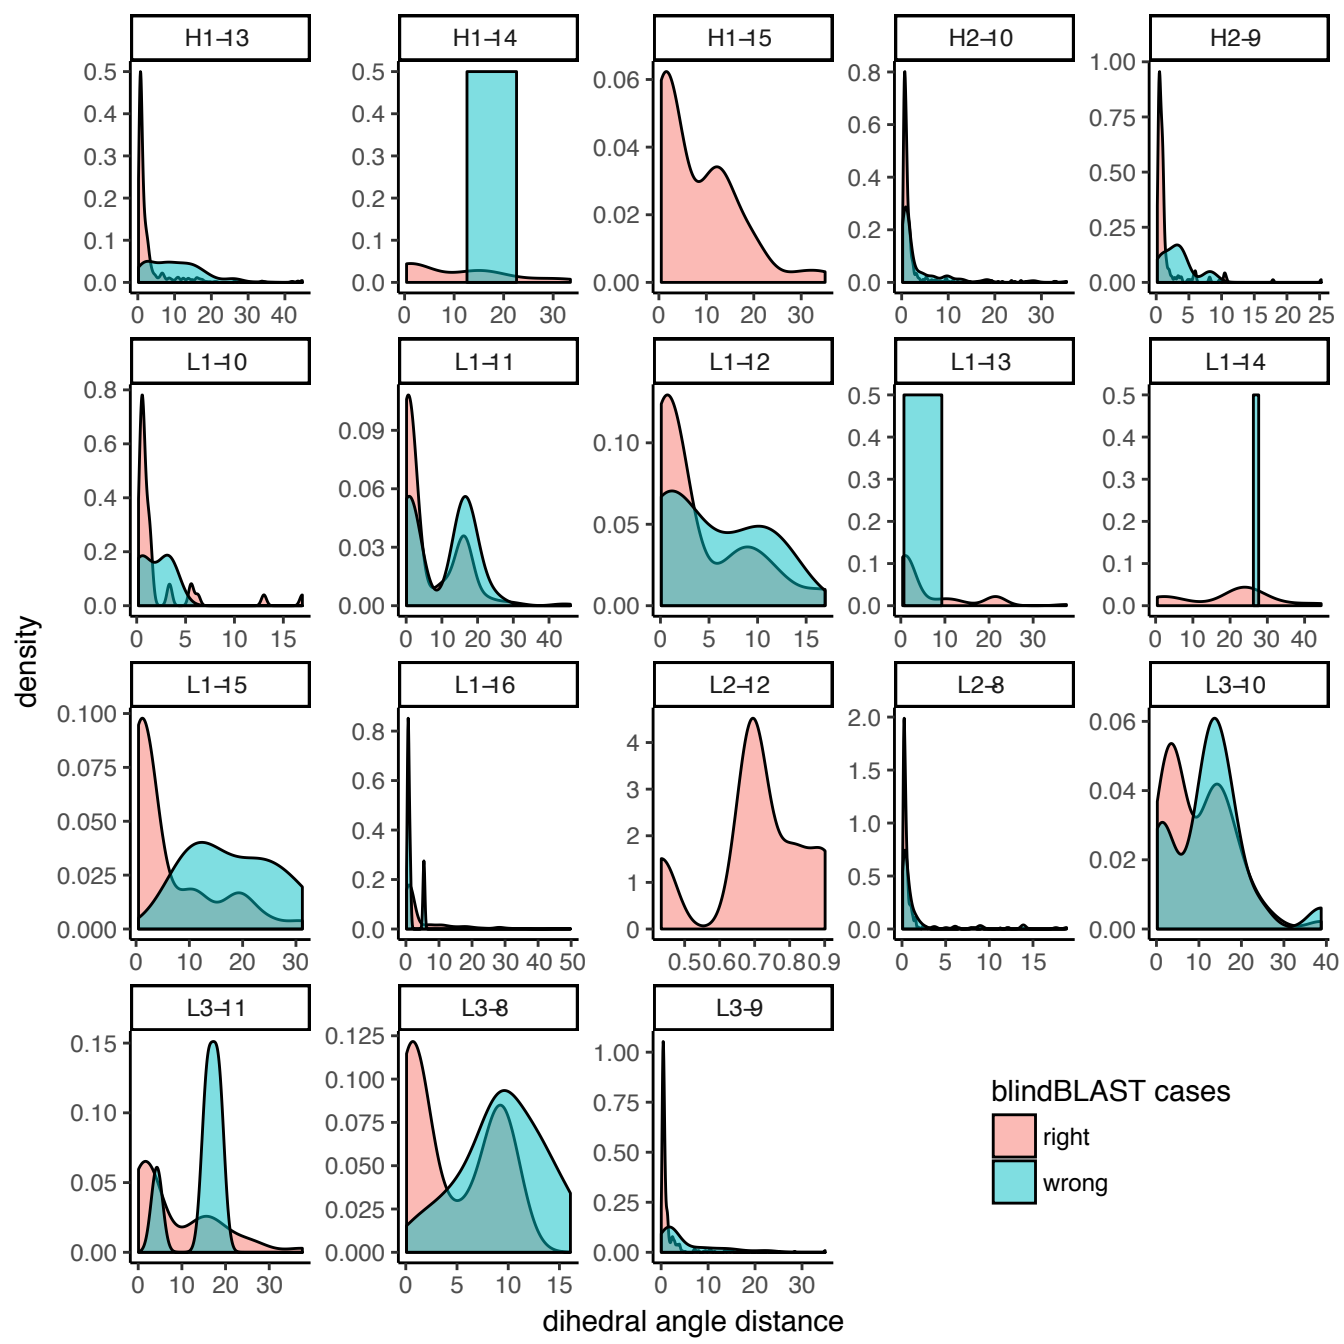 H1-13 H1-14 H1-15 H2-10 H2-9
0.5 0.4 0.3 0.2 0.1 0.0
0 10 20 30 40
0.5 0.4 0.3 0.2 0.1 0.0
0 10 20 30
0.06 0.04 0.02 0.00
0 10 20 30
0.8 0.6 0.4 0.2 0.0
0 10 20 30
1.00 0.75 0.50 0.25 0.00
0 5 10 15 20 25
L1-10 L1-11 L1-12 L1-13 L1-14
0.8 0.6 0.4 0.2 0.0
0 5 10 15
0.09 0.06 0.03 0.00
0 10 20 30 40
0.10 0.05 0.00
0 5 10 15
0.5 0.4 0.3 0.2 0.1 0.0
0 10 20 30
0.5 0.4 0.3 0.2 0.1 0.0
0 10 20 30 40
density
L1-15 L1-16 L2-12 L2-8 L3-10
0.100 0.075 0.050 0.025 0.000
0 10 20 30
0.8 0.6 0.4 0.2 0.0
0 10 20 30 40 50
4 3 2 1 0
0.5 0.6 0.7 0.8 0.9
2.0 1.5 1.0 0.5 0.0
0 5 10 15
0.06 0.04 0.02 0.00
0 10 20 30 40
L3-11 L3-8 L3-9
0.15 0.10 0.05 0.00
0 10 20 30
0.125 0.100 0.075 0.050 0.025 0.000
0 5 10 15
1.00 0.75 0.50 0.25 0.00
0 10 20 30
blindBLAST cases
right
wrong
dihedral angle distance